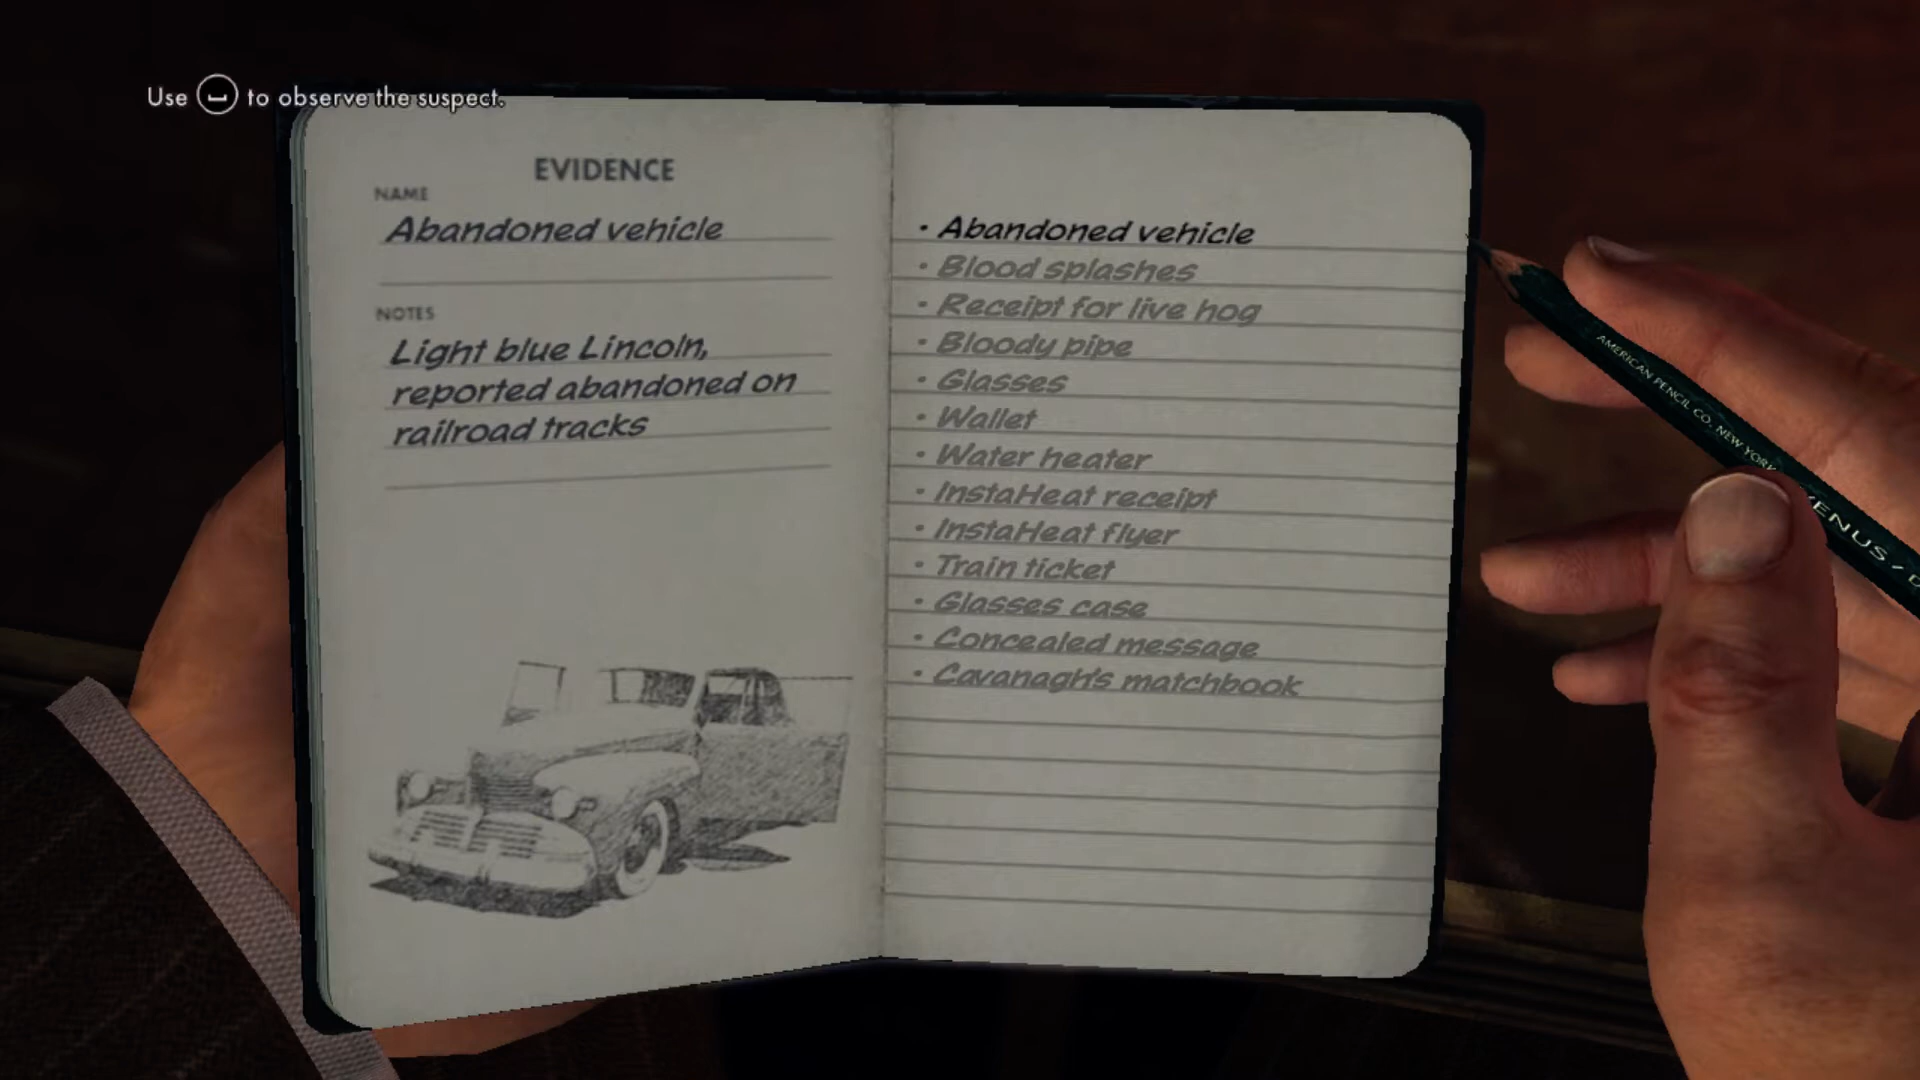 Use to observe the suspect.
EVIDENCE
NAME
Abandoned vehicle
NOTES
Light blue Lincoln,
reported abandoned on
railroad tracks
• Abandoned vehicle
• Blood splashes
• Receipt for live hog
• Bloody pipe
• Glasses
• Wallet
• Water heater
• InstaHeat receipt
• InstaHeat flyer
• Train ticket
• Glasses case
• Concealed message
• Cavanagh's matchbook
AMERICAN PENCIL CO. NEW YORK
VENUS